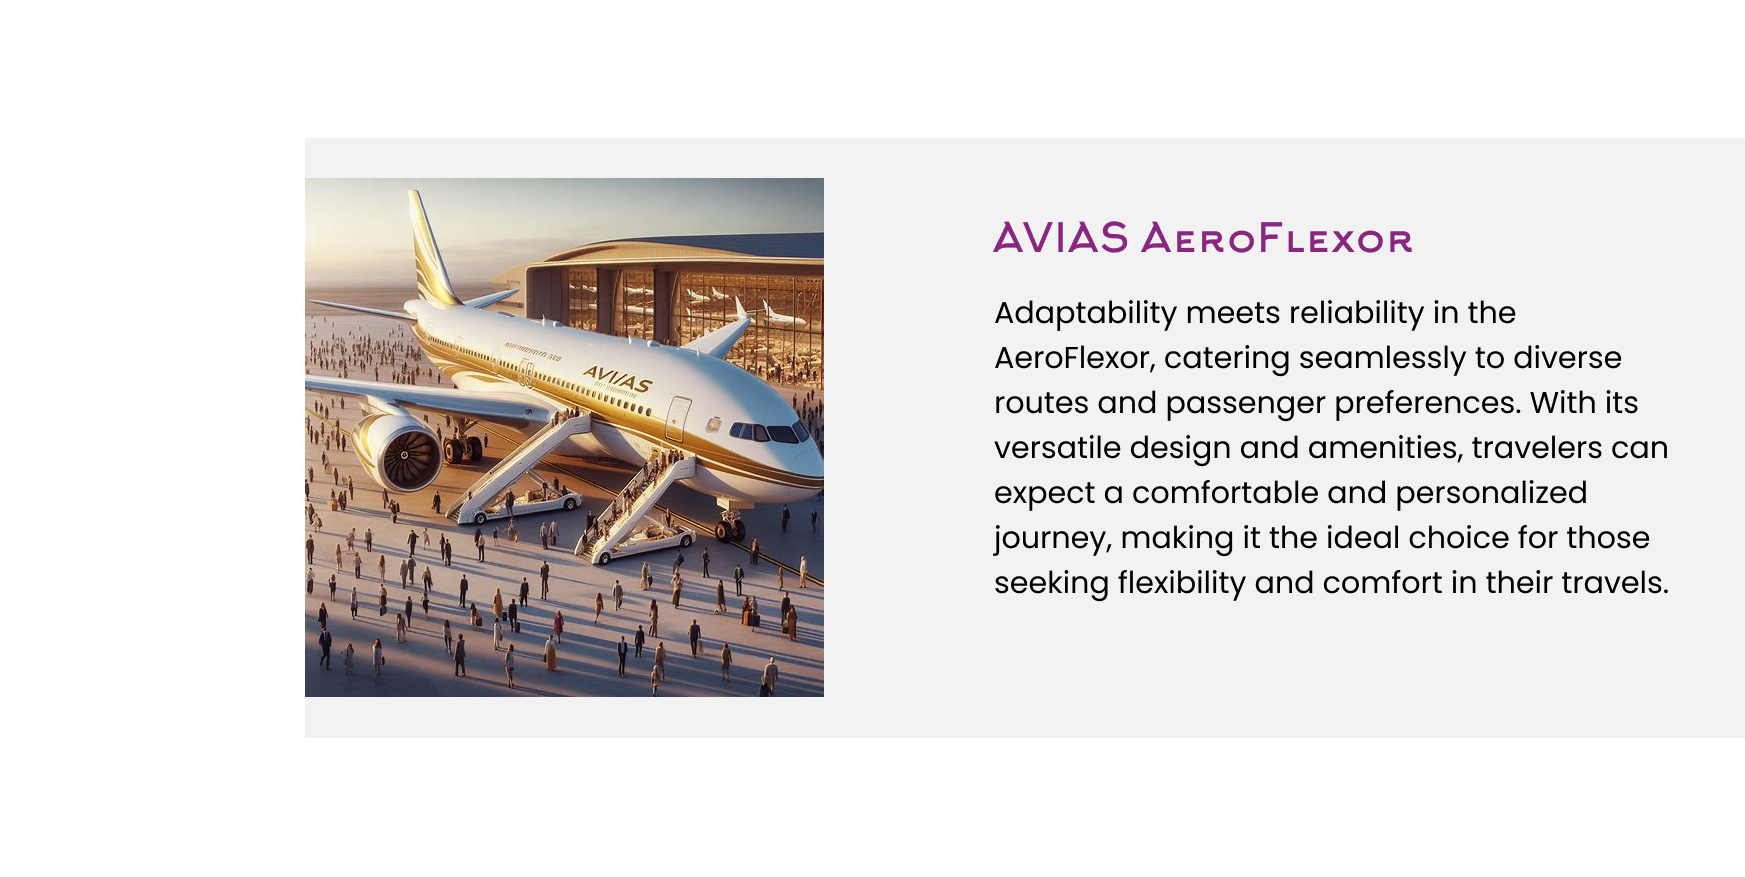 AVIAS
AVIAS AEROFLEXOR
Adaptability meets reliability in the
AeroFlexor, catering seamlessly to diverse
routes and passenger preferences. With its
versatile design and amenities, travelers can
expect a comfortable and personalized
journey, making it the ideal choice for those
seeking flexibility and comfort in their travels.